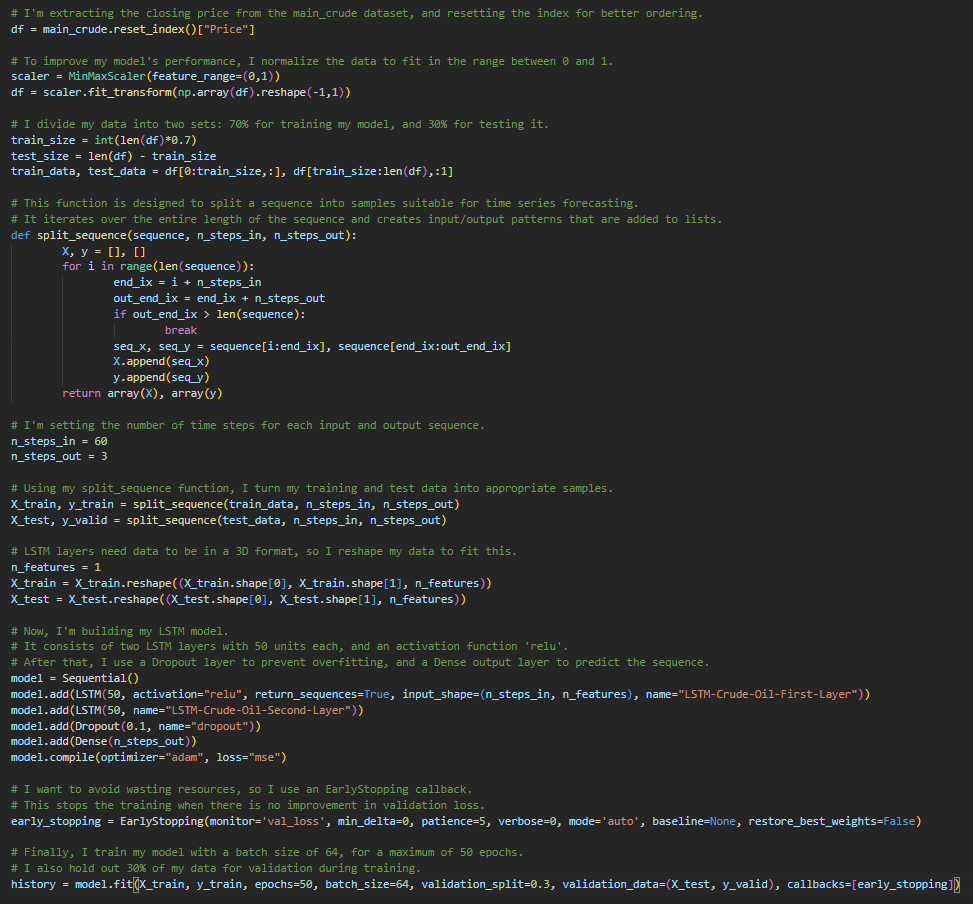 # I'm extracting the closing price from the main_crude dataset, and resetting the index for better ordering.
df = main_crude.reset_index()["Price"]

# To improve my model's performance, I normalize the data to fit in the range between 0 and 1.
scaler = MinMaxScaler(feature_range=(0,1))
df = scaler.fit_transform(np.array(df).reshape(-1,1))

# I divide my data into two sets: 70% for training my model, and 30% for testing it.
train_size = int(len(df)*0.7)
test_size = len(df) - train_size
train_data, test_data = df[0:train_size,:], df[train_size:len(df),:1]

# This function is designed to split a sequence into samples suitable for time series forecasting.
# It iterates over the entire length of the sequence and creates input/output patterns that are added to lists.
def split_sequence(sequence, n_steps_in, n_steps_out):
        X, y = [], []
        for i in range(len(sequence)):
                end_ix = i + n_steps_in
                out_end_ix = end_ix + n_steps_out
                if out_end_ix > len(sequence):
                        break
                seq_x, seq_y = sequence[i:end_ix], sequence[end_ix:out_end_ix]
                X.append(seq_x)
                y.append(seq_y)
        return array(X), array(y)

# I'm setting the number of time steps for each input and output sequence.
n_steps_in = 60
n_steps_out = 3

# Using my split_sequence function, I turn my training and test data into appropriate samples.
X_train, y_train = split_sequence(train_data, n_steps_in, n_steps_out)
X_test, y_valid = split_sequence(test_data, n_steps_in, n_steps_out)

# LSTM layers need data to be in a 3D format, so I reshape my data to fit this.
n_features = 1
X_train = X_train.reshape((X_train.shape[0], X_train.shape[1], n_features))
X_test = X_test.reshape((X_test.shape[0], X_test.shape[1], n_features))

# Now, I'm building my LSTM model.
# It consists of two LSTM layers with 50 units each, and an activation function 'relu'.
# After that, I use a Dropout layer to prevent overfitting, and a Dense output layer to predict the sequence.
model = Sequential()
model.add(LSTM(50, activation="relu", return_sequences=True, input_shape=(n_steps_in, n_features), name="LSTM-Crude-Oil-First-Layer"))
model.add(LSTM(50, name="LSTM-Crude-Oil-Second-Layer"))
model.add(Dropout(0.1, name="dropout"))
model.add(Dense(n_steps_out))
model.compile(optimizer="adam", loss="mse")

# I want to avoid wasting resources, so I use an EarlyStopping callback.
# This stops the training when there is no improvement in validation loss.
early_stopping = EarlyStopping(monitor='val_loss', min_delta=0, patience=5, verbose=0, mode='auto', baseline=None, restore_best_weights=False)

# Finally, I train my model with a batch size of 64, for a maximum of 50 epochs.
# I also hold out 30% of my data for validation during training.
history = model.fit(X_train, y_train, epochs=50, batch_size=64, validation_split=0.3, validation_data=(X_test, y_valid), callbacks=[early_stopping])